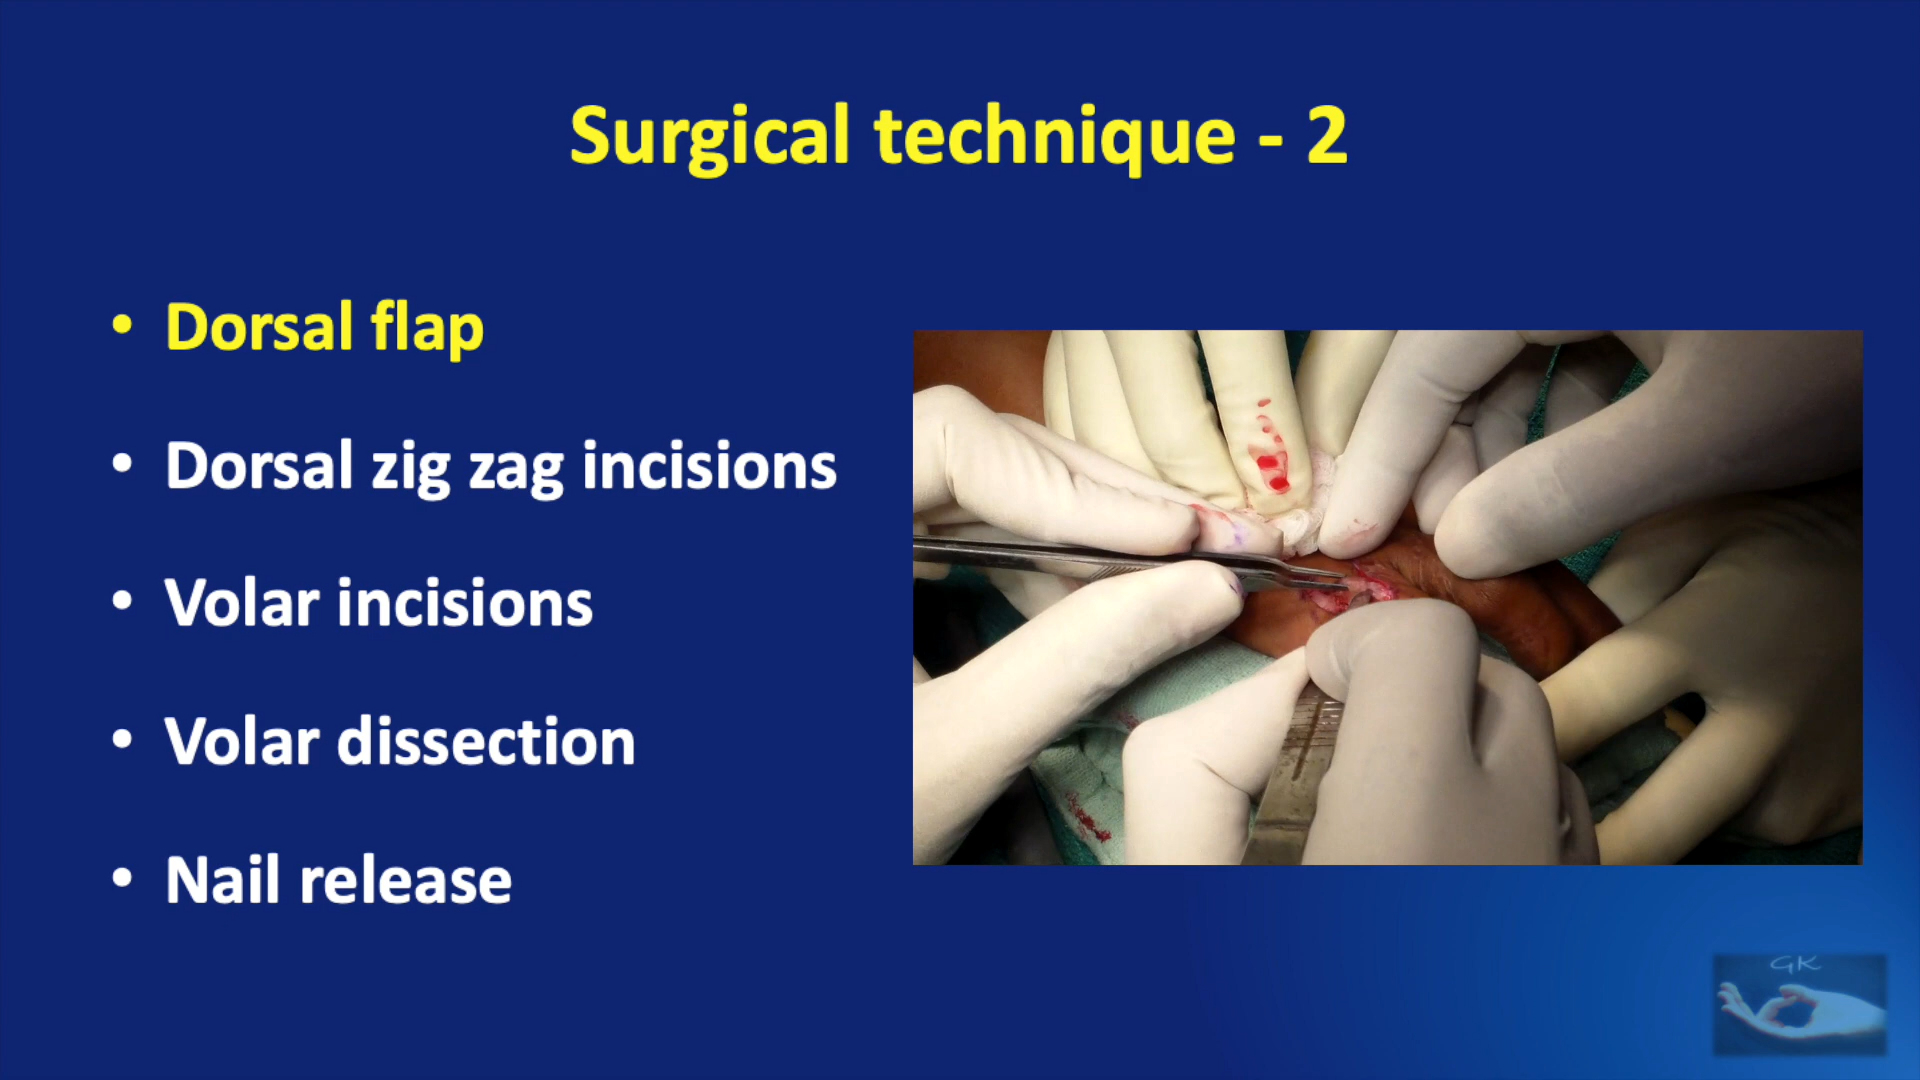 Surgical technique - 2
• Dorsal flap
• Dorsal zig zag incisions
• Volar incisions
• Volar dissection
• Nail release
GK